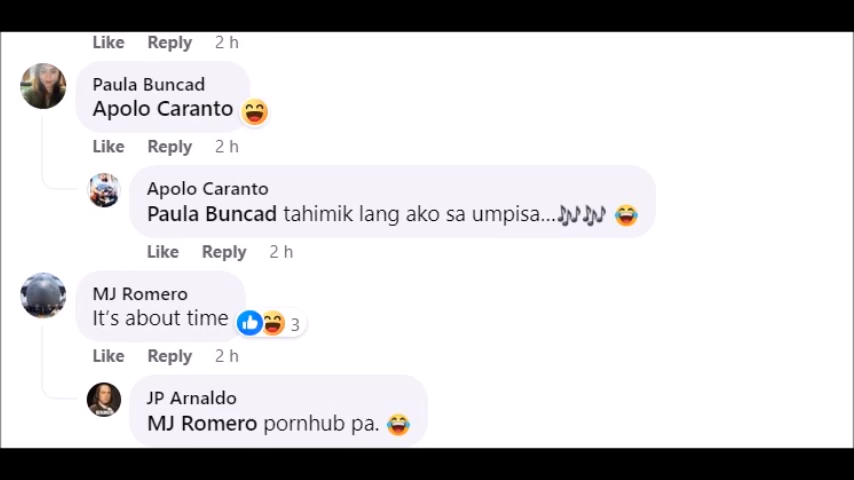 Like Reply 2 h
Paula Buncad
Apolo Caranto 😄
Like Reply 2 h
Apolo Caranto
Paula Buncad tahimik lang ako sa umpisa...🎶🎶 😂
Like Reply 2 h
MJ Romero
It's about time
3
Like Reply 2 h
JP Arnaldo
MJ Romero pornhub pa. 😂